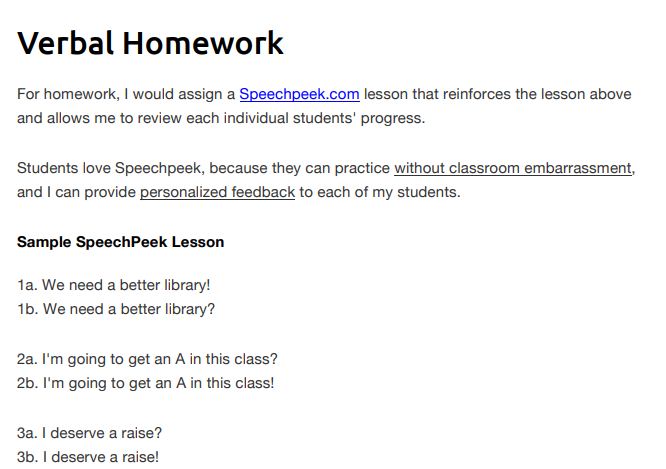 Verbal Homework
For homework, I would assign a Speechpeek.com lesson that reinforces the lesson above
and allows me to review each individual students' progress.
Students love Speechpeek, because they can practice without classroom embarrassment,
and I can provide personalized feedback to each of my students.
Sample SpeechPeek Lesson
1a. We need a better library!
1b. We need a better library?
2a. I'm going to get an A in this class?
2b. I'm going to get an A in this class!
3a. I deserve a raise?
3b. I deserve a raise!